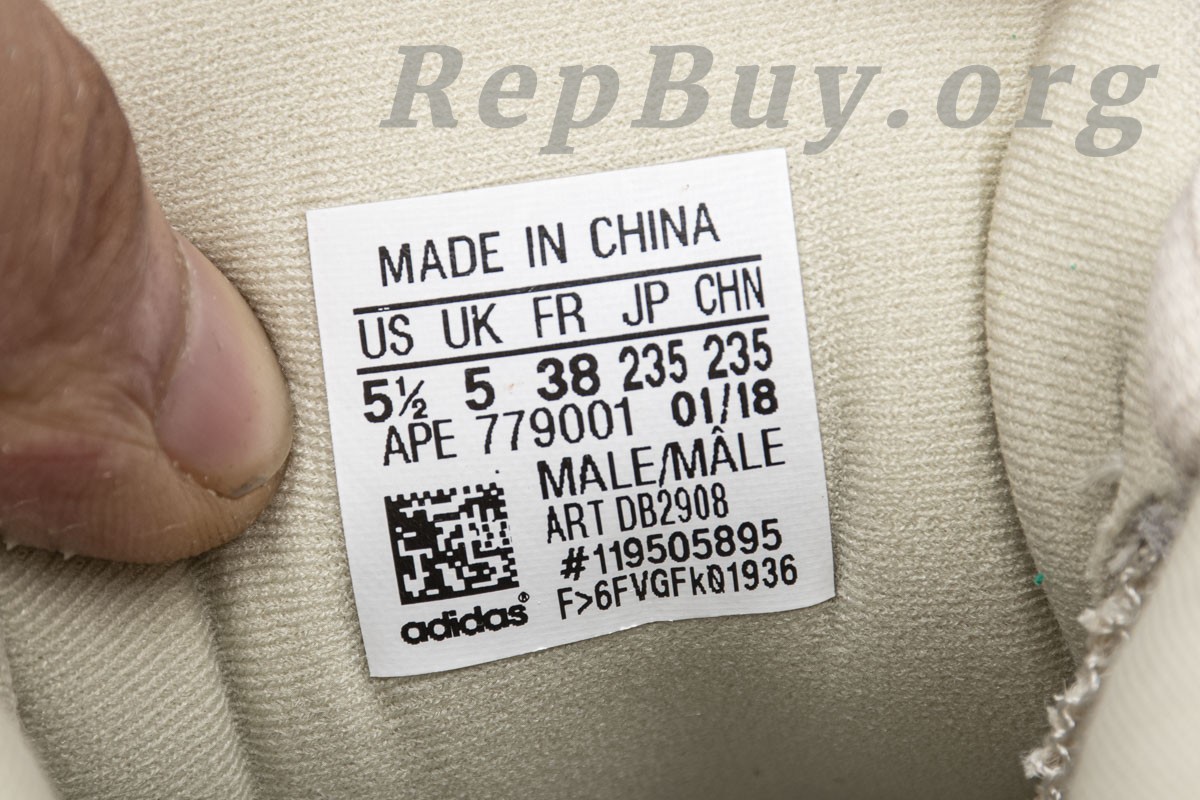 RepBuy.org
MADE IN CHINA
US UK FR JP CHN
5½ 5 38 235 235
APE 779001 01/18
MALE/MÂLE
ART DB2908
#119505895
F>6FVGFkQ1936
adidas®